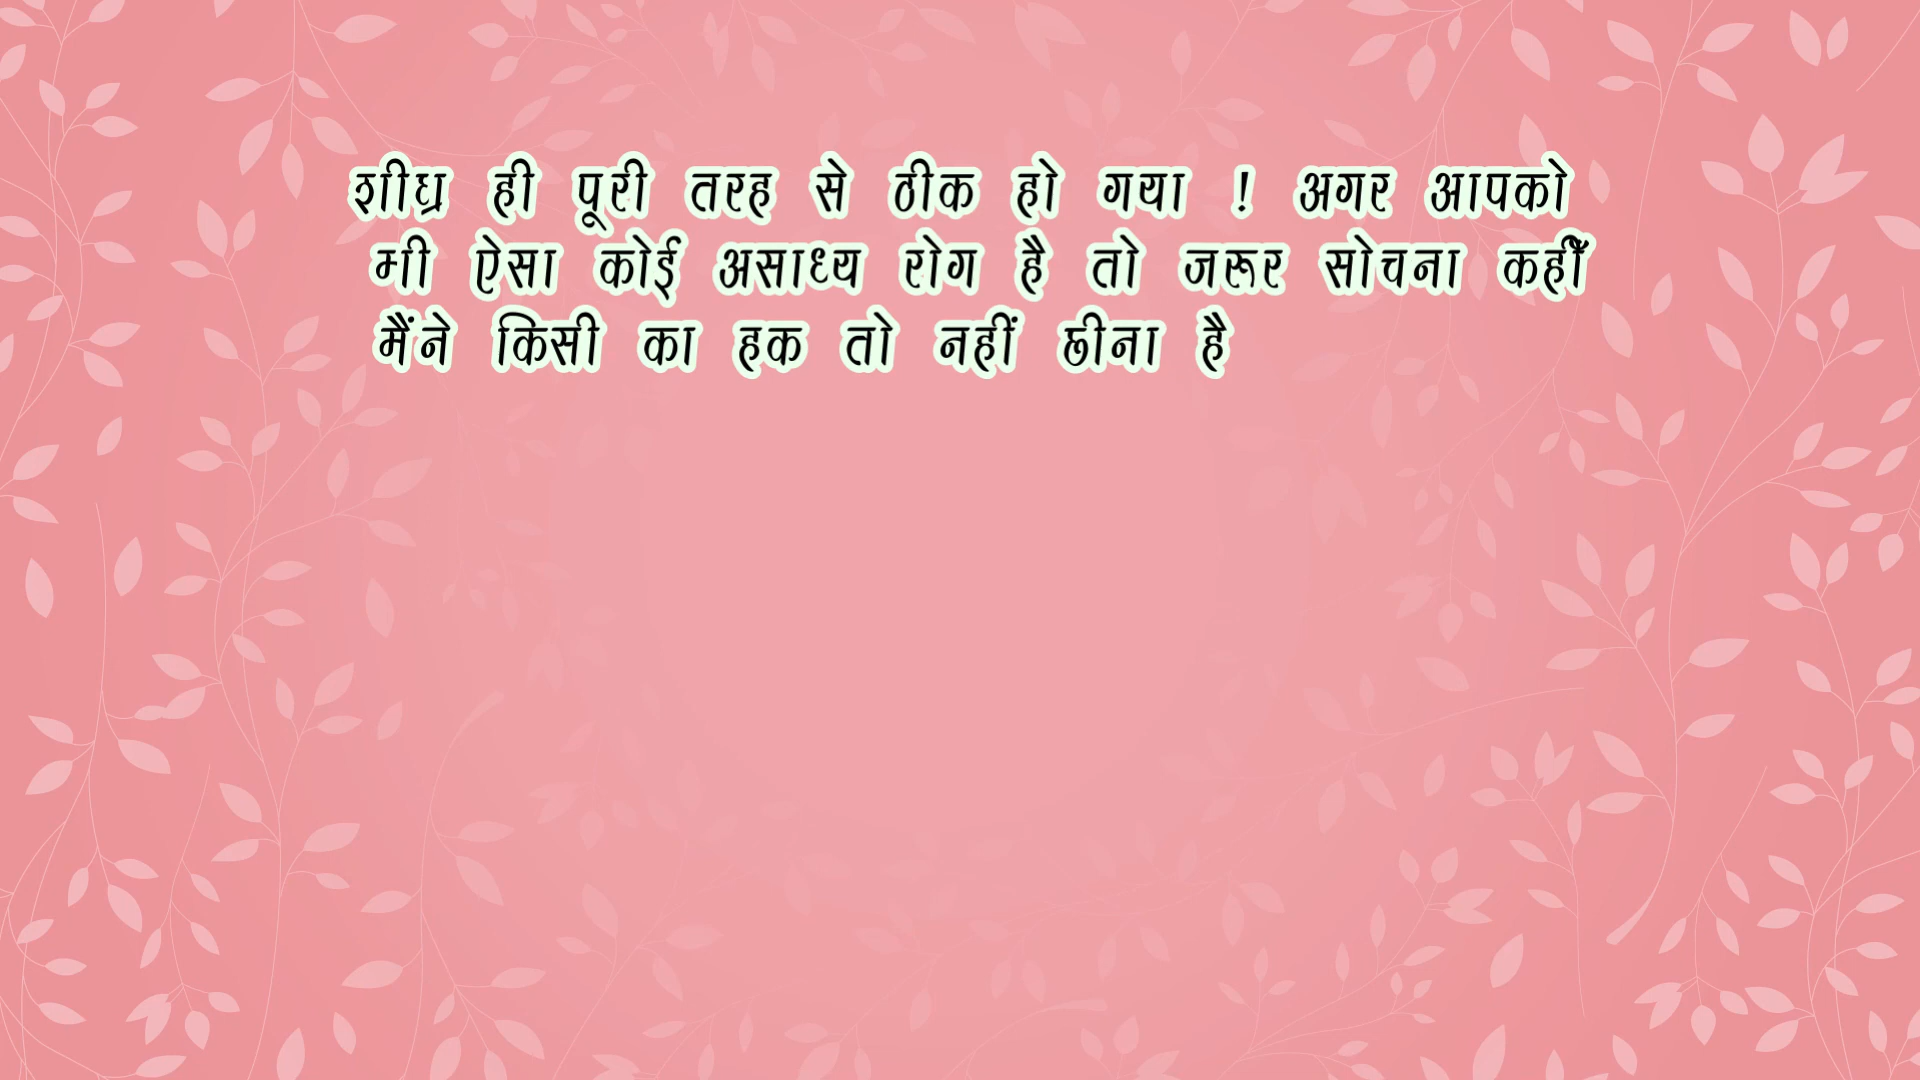 शीघ्र ही पूरी तरह से ठीक हो गया ! अगर आपको
भी ऐसा कोई असाध्य रोग है तो जरूर सोचना कहीँ
मैंने किसी का हक तो नहीं छीना है